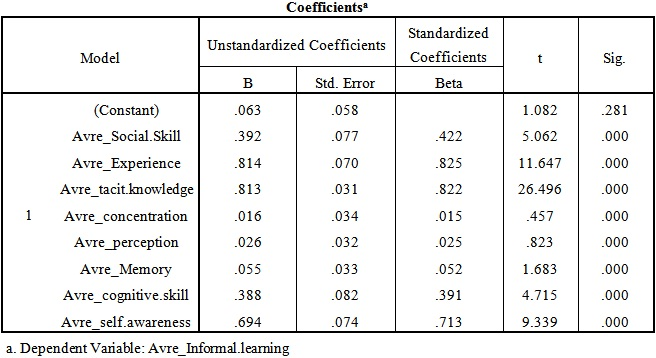 Coefficientsa
Model Unstandardized Coefficients Standardized Coefficients t Sig.
B Std. Error Beta
1
(Constant) .063 .058 1.082 .281
Avre_Social.Skill .392 .077 .422 5.062 .000
Avre_Experience .814 .070 .825 11.647 .000
Avre_tacit.knowledge .813 .031 .822 26.496 .000
Avre_concentration .016 .034 .015 .457 .000
Avre_perception .026 .032 .025 .823 .000
Avre_Memory .055 .033 .052 1.683 .000
Avre_cognitive.skill .388 .082 .391 4.715 .000
Avre_self.awareness .694 .074 .713 9.339 .000
a. Dependent Variable: Avre_Informal.learning